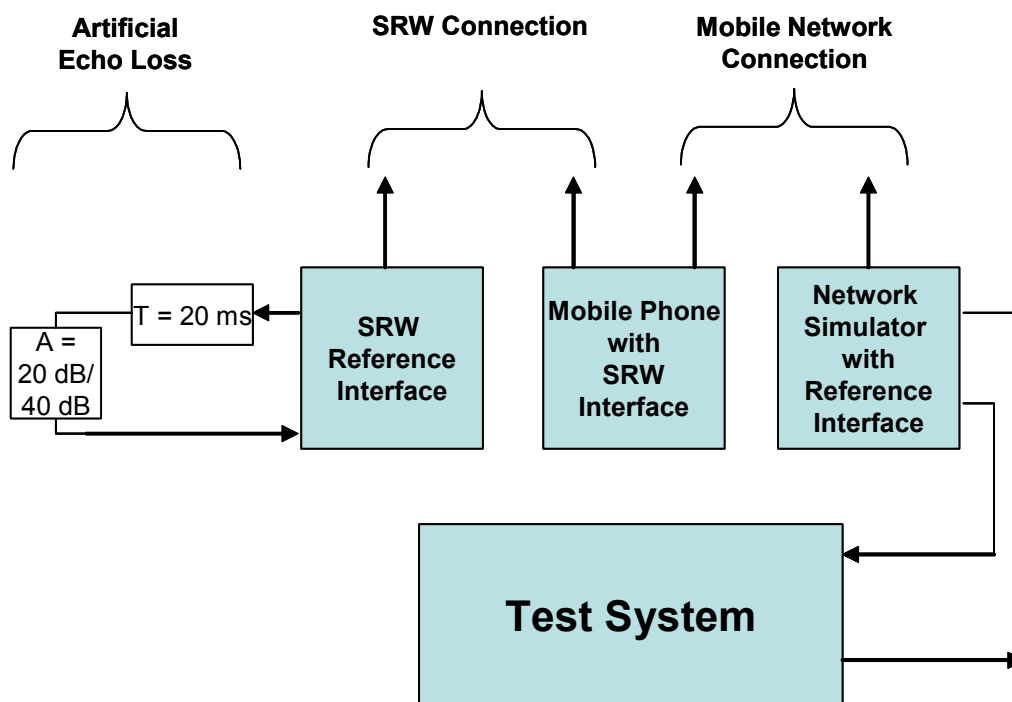 Artificial
Echo Loss
SRW Connection
Mobile Network
Connection
T = 20 ms
A =
20 dB/
40 dB
SRW
Reference
Interface
Mobile Phone
with
SRW
Interface
Network
Simulator
with
Reference
Interface
Test System